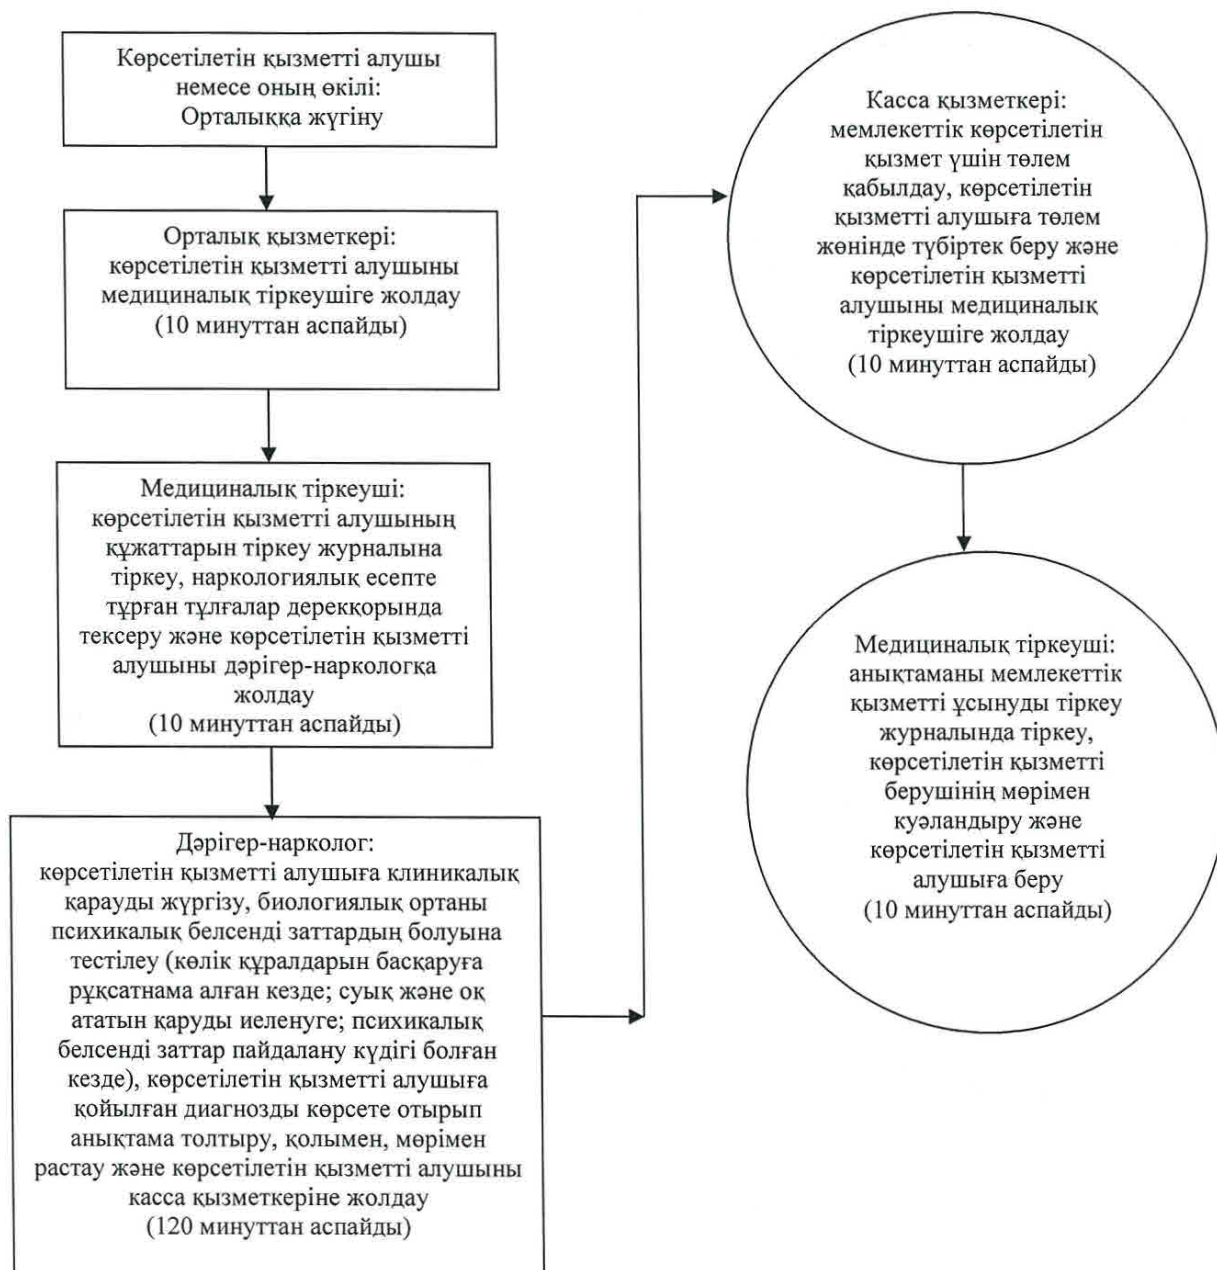 Көрсетілетін қызметті алушы
немесе оның өкілі:
Орталыққа жүгіну
Орталық қызметкері:
көрсетілетін қызметті алушыны
медициналық тіркеушіге жолдау
(10 минуттан аспайды)
Медициналық тіркеуші:
көрсетілетін қызметті алушының
құжаттарын тіркеу журналына
тіркеу, наркологиялық есепте
тұрған тұлғалар дерекқорында
тексеру және көрсетілетін қызметті
алушыны дәрігер-наркологқа
жолдау
(10 минуттан аспайды)
Дәрігер-нарколог:
көрсетілетін қызметті алушыға клиникалық
қарауды жүргізу, биологиялық ортаны
психикалық белсенді заттардың болуына
тестілеу (көлік құралдарын басқаруға
рұқсатнама алған кезде; суық және оқ
ататын қаруды иеленуге; психикалық
белсенді заттар пайдалану күдігі болған
кезде), көрсетілетін қызметті алушыға
қойылған диагнозды көрсете отырып
анықтама толтыру, қолымен, мөрімен
растау және көрсетілетін қызметті алушыны
касса қызметкеріне жолдау
(120 минуттан аспайды)
Касса қызметкері:
мемлекеттік көрсетілетін
қызмет үшін төлем
қабылдау, көрсетілетін
қызметті алушыға төлем
жөнінде түбіртек беру және
көрсетілетін қызметті
алушыны медициналық
тіркеушіге жолдау
(10 минуттан аспайды)
Медициналық тіркеуші:
анықтаманы мемлекеттік
қызметті ұсынуды тіркеу
журналында тіркеу,
көрсетілетін қызметті
берушінің мөрімен
куәландыру және
көрсетілетін қызметті
алушыға беру
(10 минуттан аспайды)